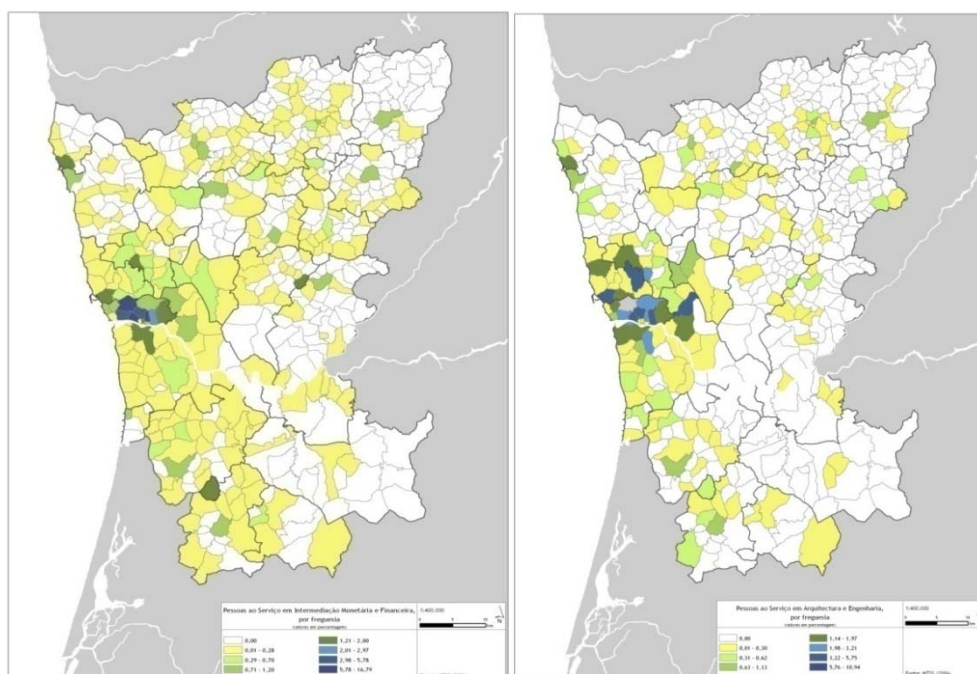 Pessoas ao Serviço em Intermediação Monetária e Financeira,
por freguesia
valores em percentagem
1:400.000
0,00
0,01 - 0,28
0,29 - 0,70
0,71 - 1,20
1,21 - 2,00
2,01 - 2,97
2,98 - 5,78
5,78 - 16,79
Pessoas ao Serviço em Arquitectura e Engenharia,
por freguesia
valores em percentagem
1:400.000
0,00
0,01 - 0,30
0,31 - 0,62
0,63 - 1,13
1,14 - 1,97
1,98 - 3,21
3,22 - 5,75
5,76 - 10,94